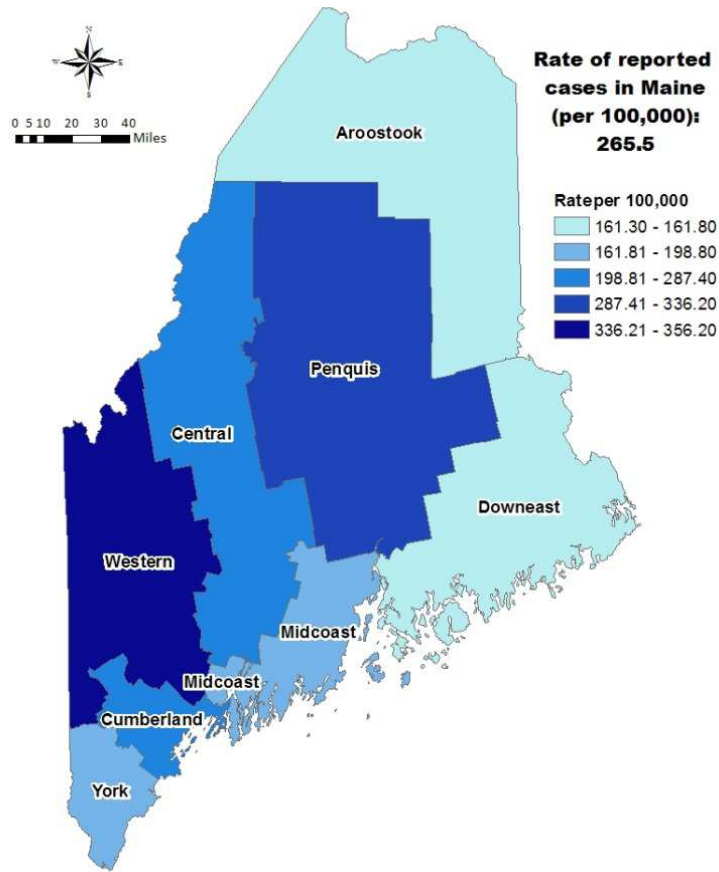 N
W E
S
0 5 10 20 30 40
Miles
Rate of reported
cases in Maine
(per 100,000):
265.5
Rate per 100,000
161.30 - 161.80
161.81 - 198.80
198.81 - 287.40
287.41 - 336.20
336.21 - 356.20
Aroostook
Penquis
Central
Downeast
Western
Midcoast
Midcoast
Cumberland
York